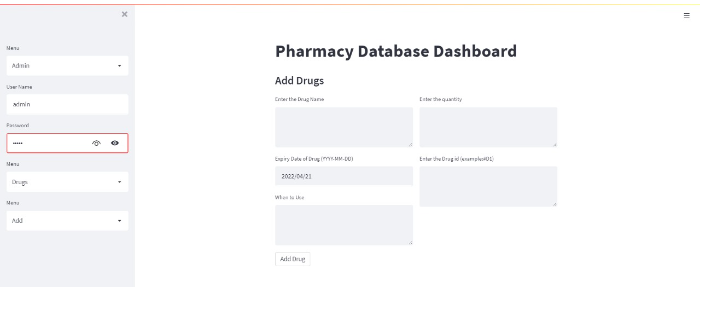 Menu
Admin
User Name
admin
Password
•••••
Menu
Drugs
Menu
Add
Pharmacy Database Dashboard
Add Drugs
Enter the Drug Name
Enter the quantity
Expiry Date of Drug (YYYY-MM-DD)
2022/04/21
Enter the Drug id (example:#D1)
When to Use
Add Drug